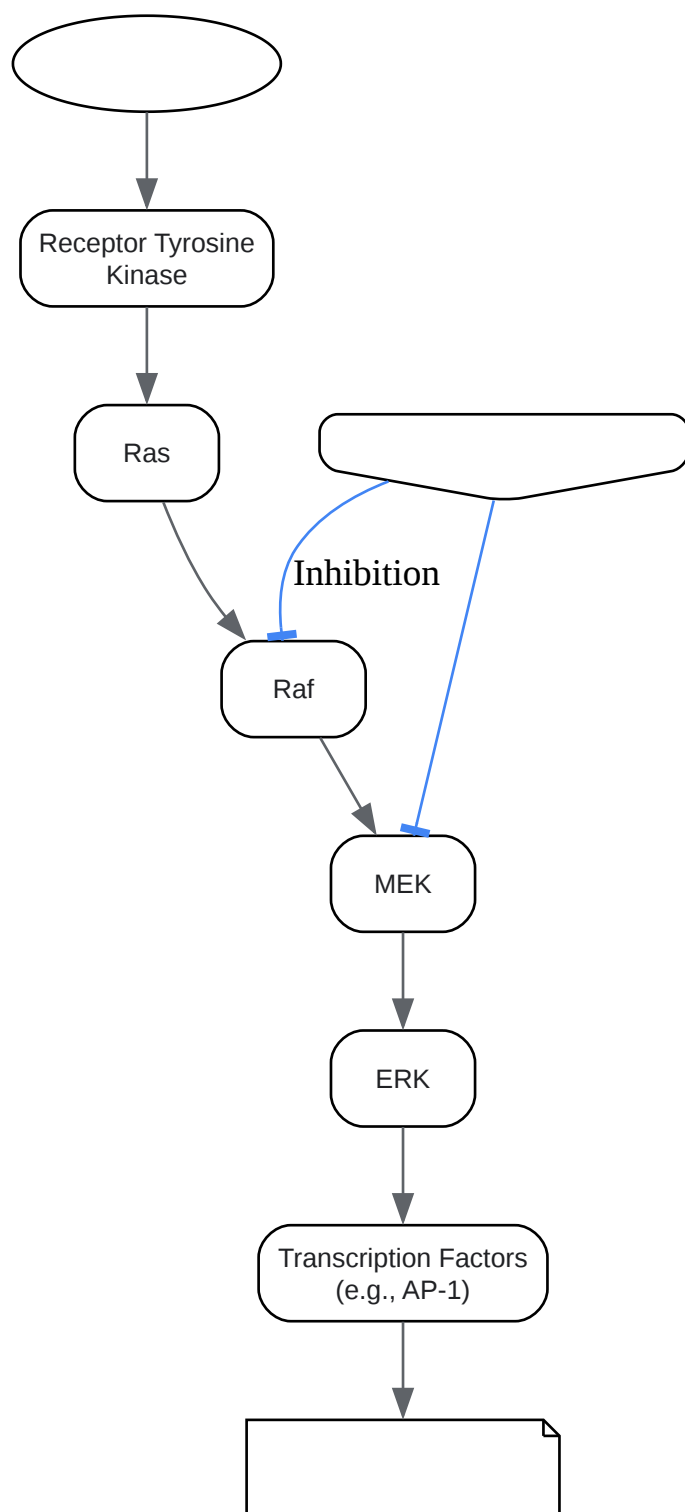 Receptor Tyrosine
Kinase
Ras
Inhibition
Raf
MEK
ERK
Transcription Factors
(e.g., AP-1)